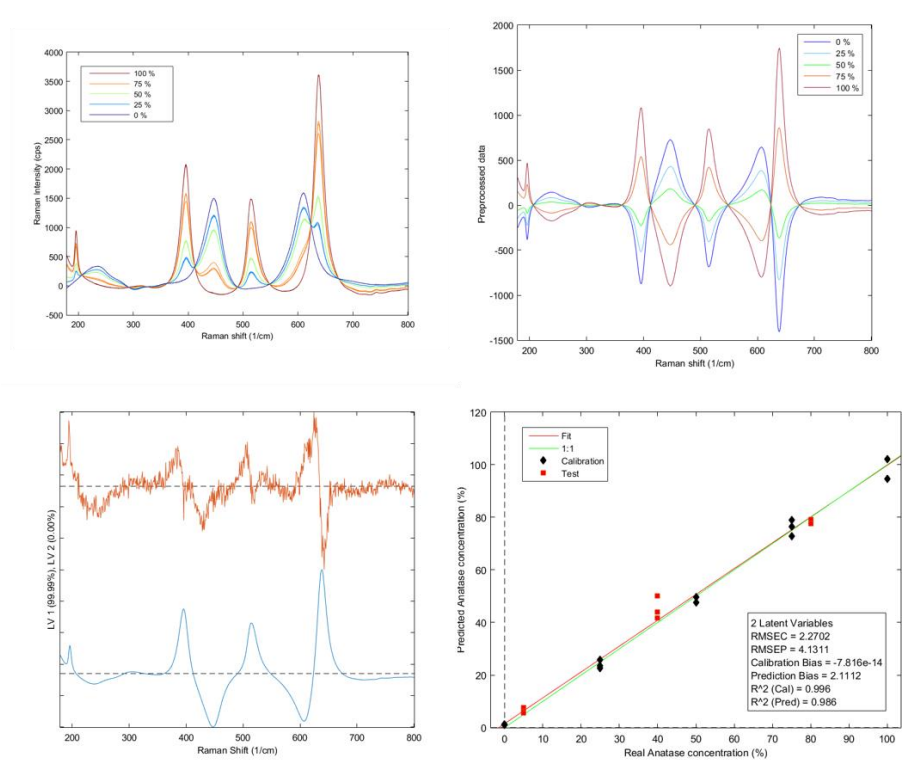 4000
3500
3000
2500
2000
1500
1000
500
0
-500
200 300 400 500 600 700 800
Raman Intensity (cps)
Raman shift (1/cm)
100 %
75 %
50 %
25 %
0 %
2000
1500
1000
500
0
-500
-1000
-1500
200 300 400 500 600 700 800
Preprocessed data
Raman shift (1/cm)
0 %
25 %
50 %
75 %
100 %
LV 1 (99.99%), LV 2 (0.00%)
200 300 400 500 600 700 800
Raman Shift (1/cm)
120
100
80
60
40
20
0
0 10 20 30 40 50 60 70 80 90 100
Predicted Anatase concentration (%)
Real Anatase concentration (%)
Fit
1:1
Calibration
Test
2 Latent Variables
RMSEC = 2.2702
RMSEP = 4.1311
Calibration Bias = -7.816e-14
Prediction Bias = 2.1112
R^2 (Cal) = 0.996
R^2 (Pred) = 0.986